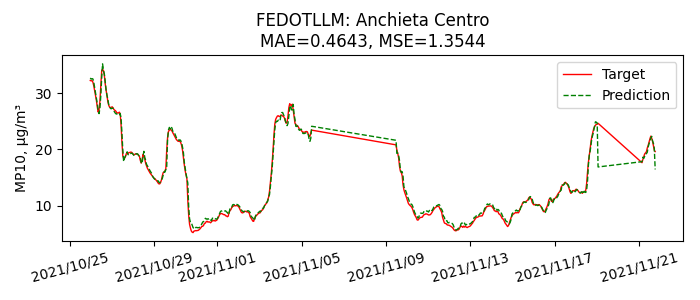 FEDOTLLM: Anchieta Centro
MAE=0.4643, MSE=1.3544
Target
Prediction
MP10, µg/m³
30
20
10
2021/10/25
2021/10/29
2021/11/01
2021/11/05
2021/11/09
2021/11/13
2021/11/17
2021/11/21